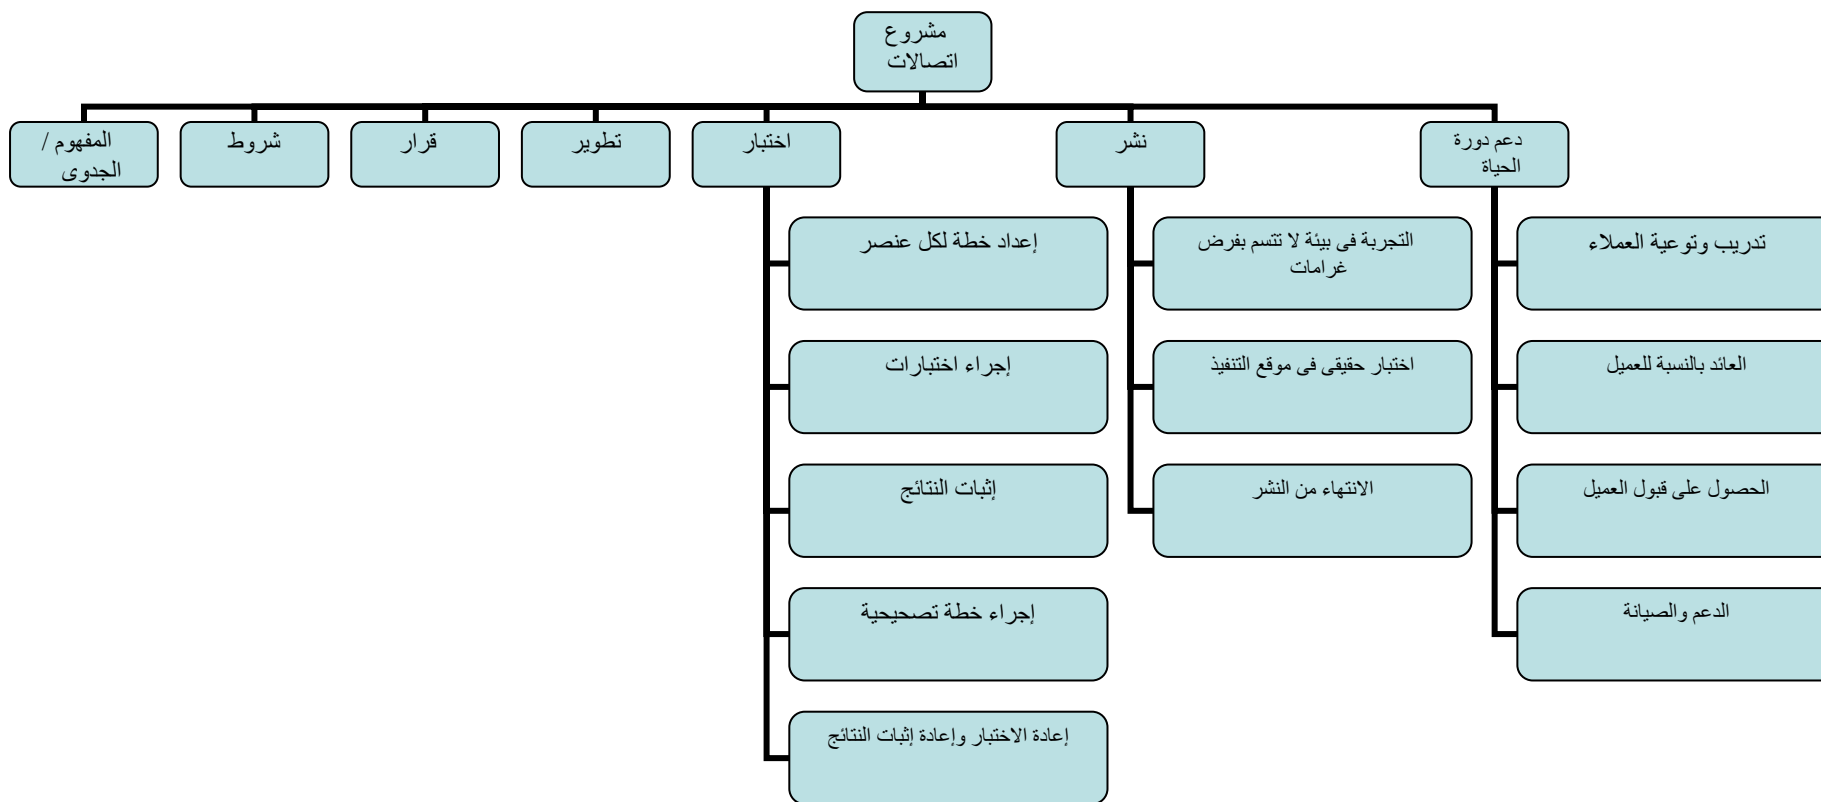 مشروع
اتصالات
المفهوم /
الجدوى
شروط
قرار
تطوير
اختبار
نشر
دعم دورة
الحياة
إعداد خطة لكل عنصر
إجراء اختبارات
إثبات النتائج
إجراء خطة تصحيحية
إعادة الاختبار وإعادة إثبات النتائج
التجربة فى بيئة لا تتسم بفرض
غرامات
اختبار حقيقى فى موقع التنفيذ
الانتهاء من النشر
تدريب وتوعية العملاء
العائد بالنسبة للعميل
الحصول على قبول العميل
الدعم والصيانة